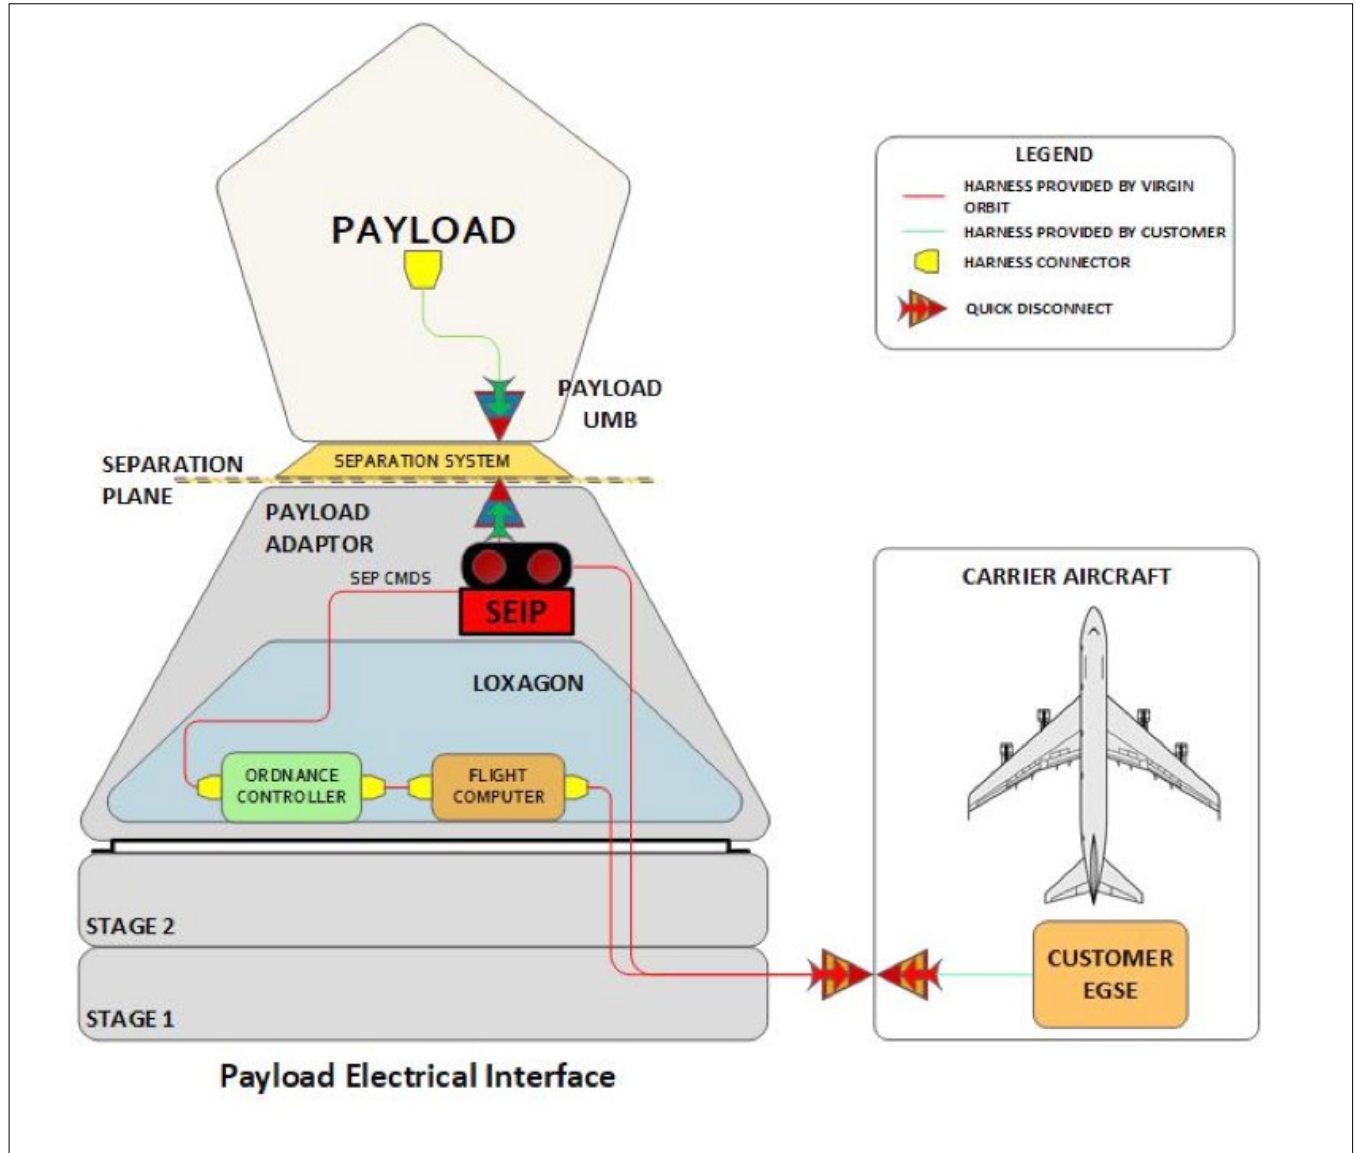 PAYLOAD
PAYLOAD
UMB
SEPARATION
PLANE
SEPARATION SYSTEM
PAYLOAD
ADAPTOR
SEP CMDS
SEIP
LOXAGON
ORDNANCE
CONTROLLER
FLIGHT
COMPUTER
STAGE 2
STAGE 1
LEGEND
HARNESS PROVIDED BY VIRGIN
ORBIT
HARNESS PROVIDED BY CUSTOMER
HARNESS CONNECTOR
QUICK DISCONNECT
CARRIER AIRCRAFT
CUSTOMER
EGSE
Payload Electrical Interface